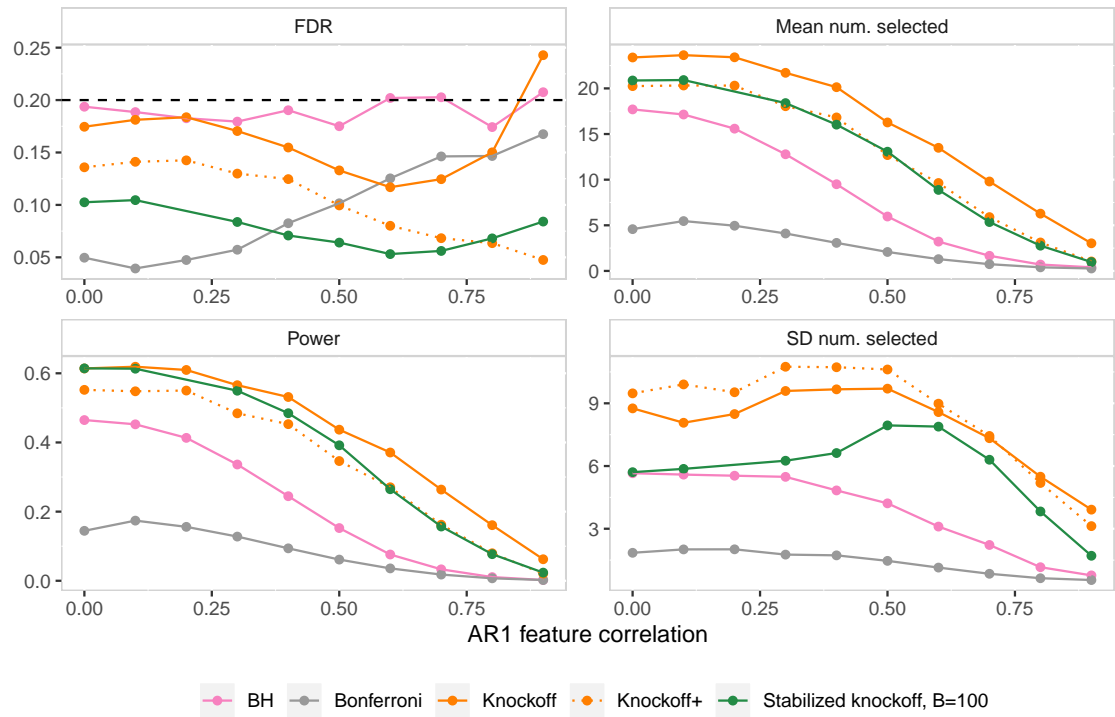 FDR
0.25
0.20
0.15
0.10
0.05
0.00 0.25 0.50 0.75
Mean num. selected
20
15
10
5
0
0.00 0.25 0.50 0.75
Power
0.6
0.4
0.2
0.0
0.00 0.25 0.50 0.75
SD num. selected
9
6
3
0.00 0.25 0.50 0.75
AR1 feature correlation
BH Bonferroni Knockoff Knockoff+ Stabilized knockoff, B=100